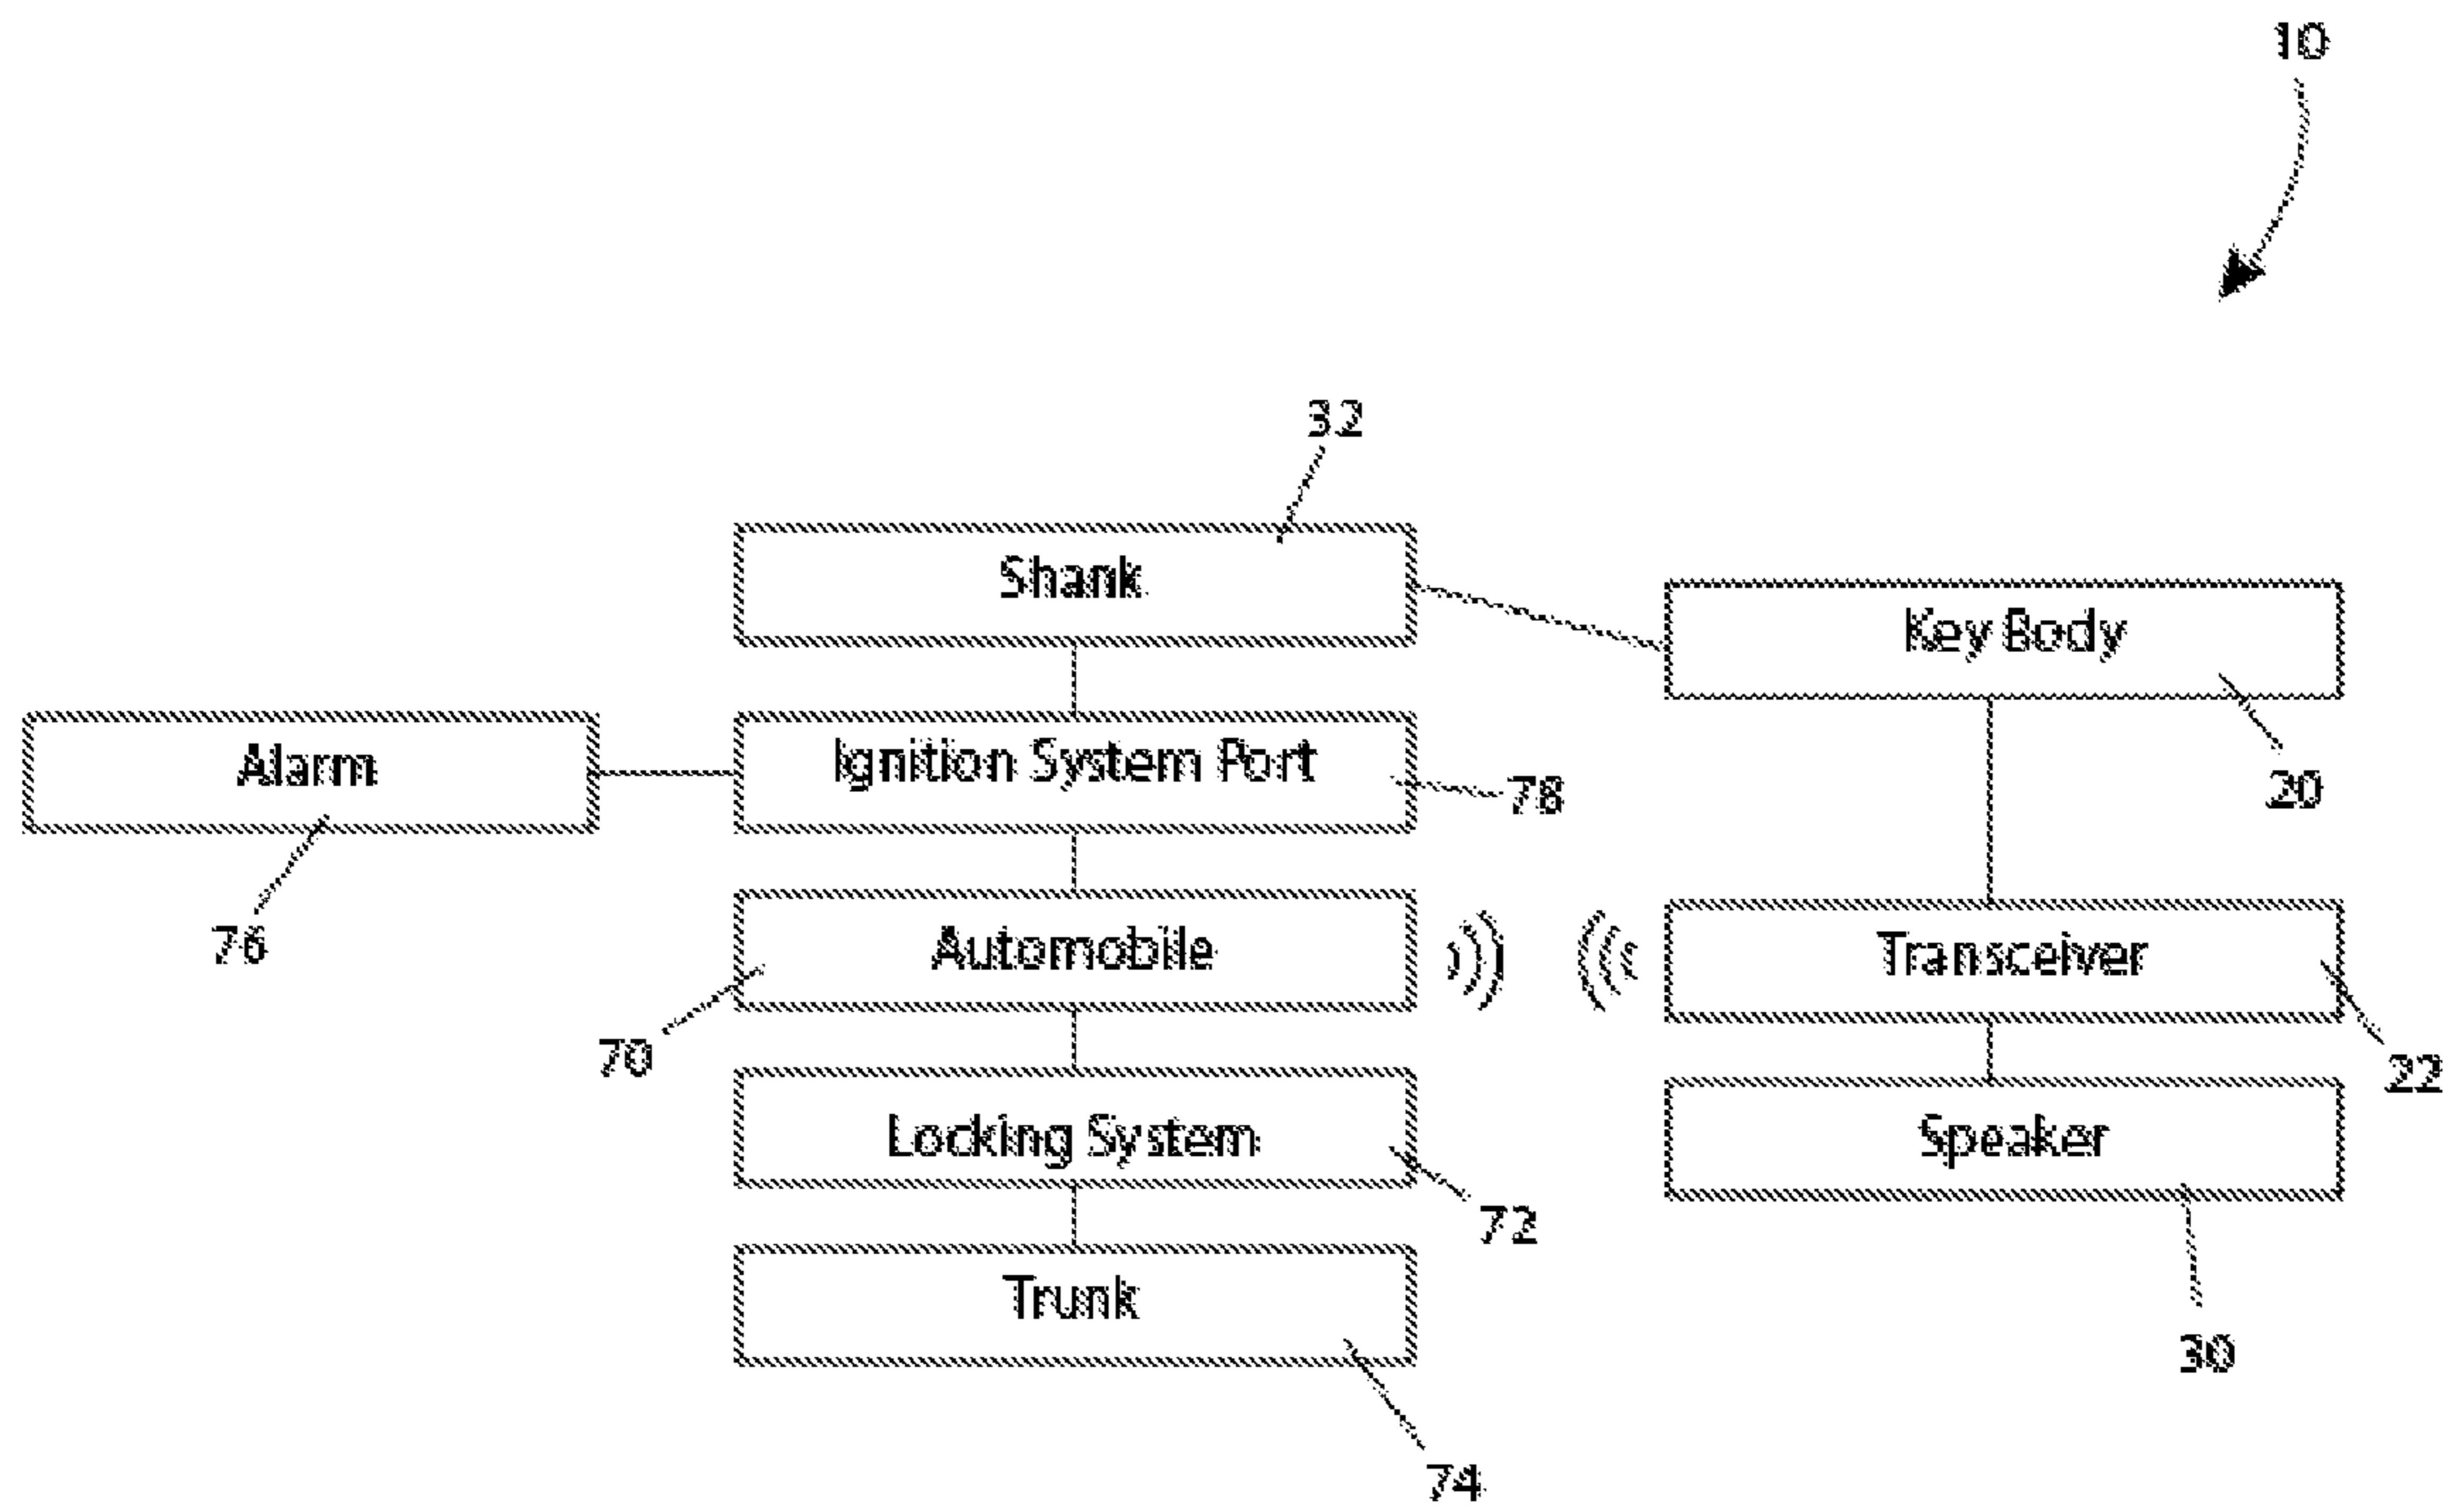 10
32
Shank
Key Body
Alarm
Ignition System Port
78
20
76
Automobile
Transceiver
70
22
Locking System
Speaker
72
Trunk
30
74